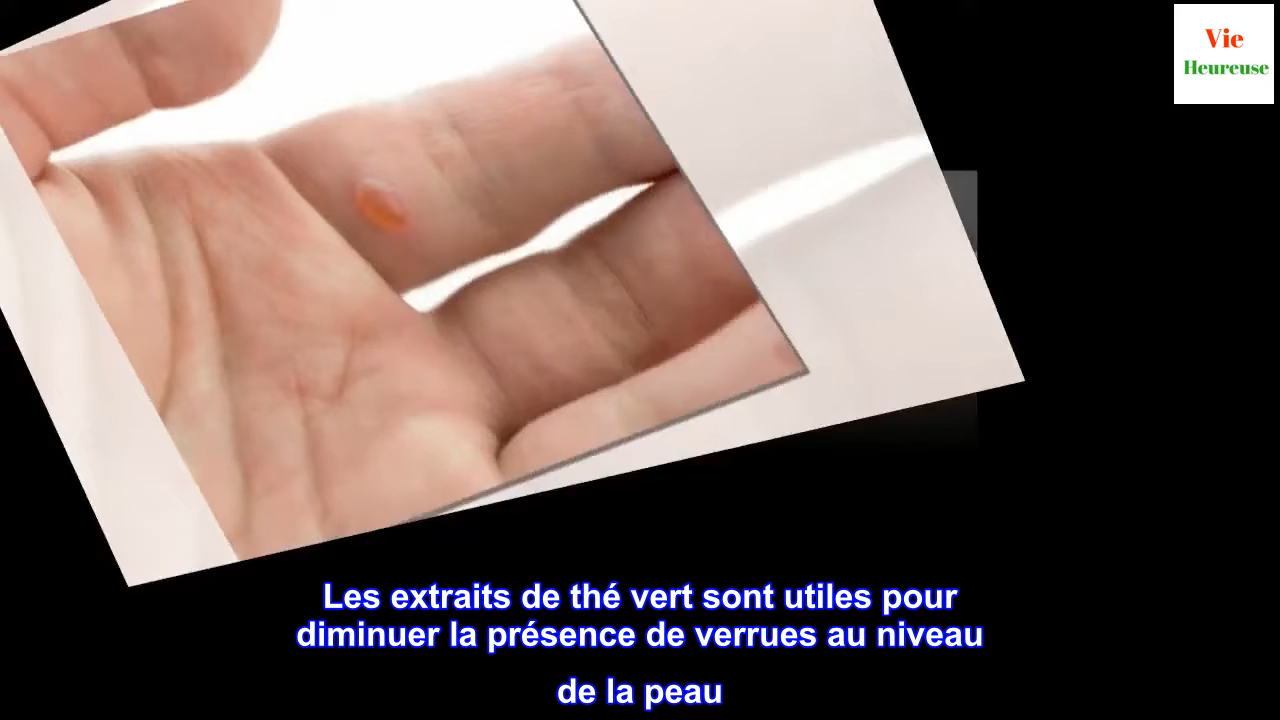 Vie
Heureuse
Les extraits de thé vert sont utiles pour
diminuer la présence de verrues au niveau
de la peau